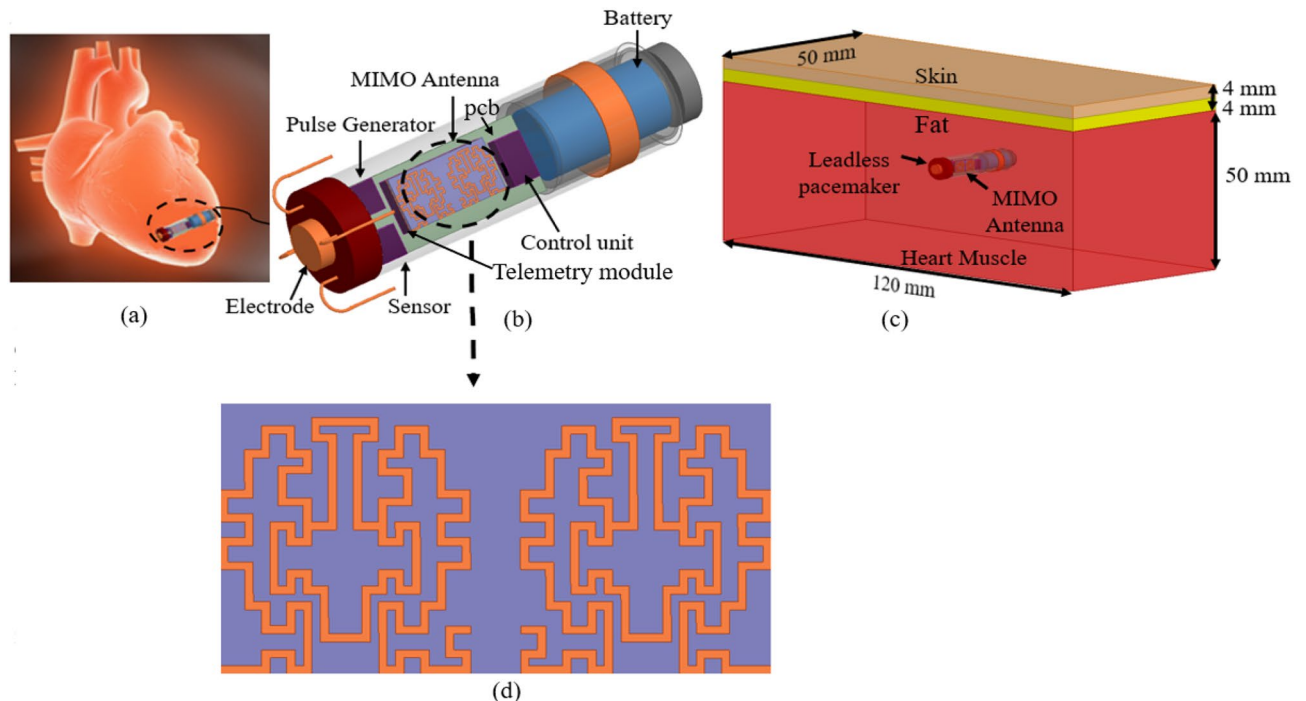 Battery
MIMO Antenna
pcb
Pulse Generator
Control unit
Telemetry module
Electrode
Sensor
(a)
(b)
50 mm
Skin
4 mm
4 mm
Fat
Leadless
pacemaker
MIMO
Antenna
50 mm
Heart Muscle
120 mm
(c)
(d)